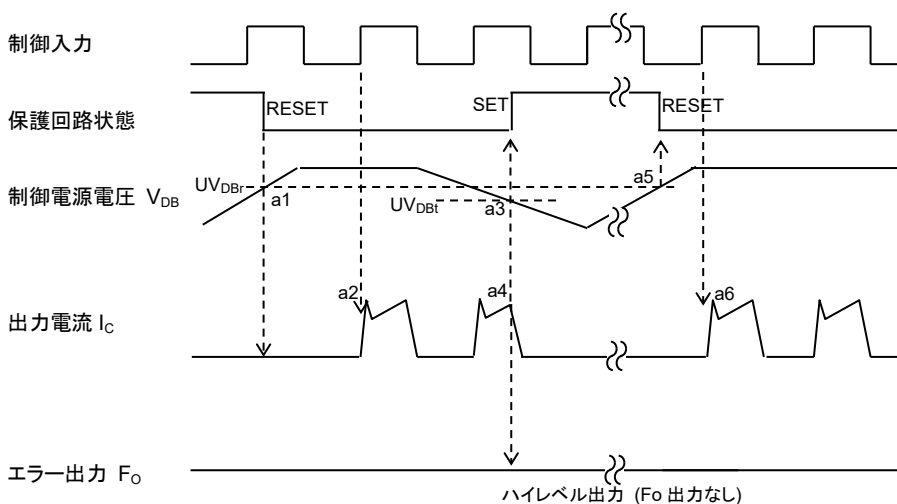 制御入力
RESET
SET
RESET
保護回路状態
a5
UVDBr
制御電源電圧 VDB
a1
UVDBt
a3
a2
a4
a6
出力電流 IC
エラー出力 FO
ハイレベル出力 (Fo 出力なし)